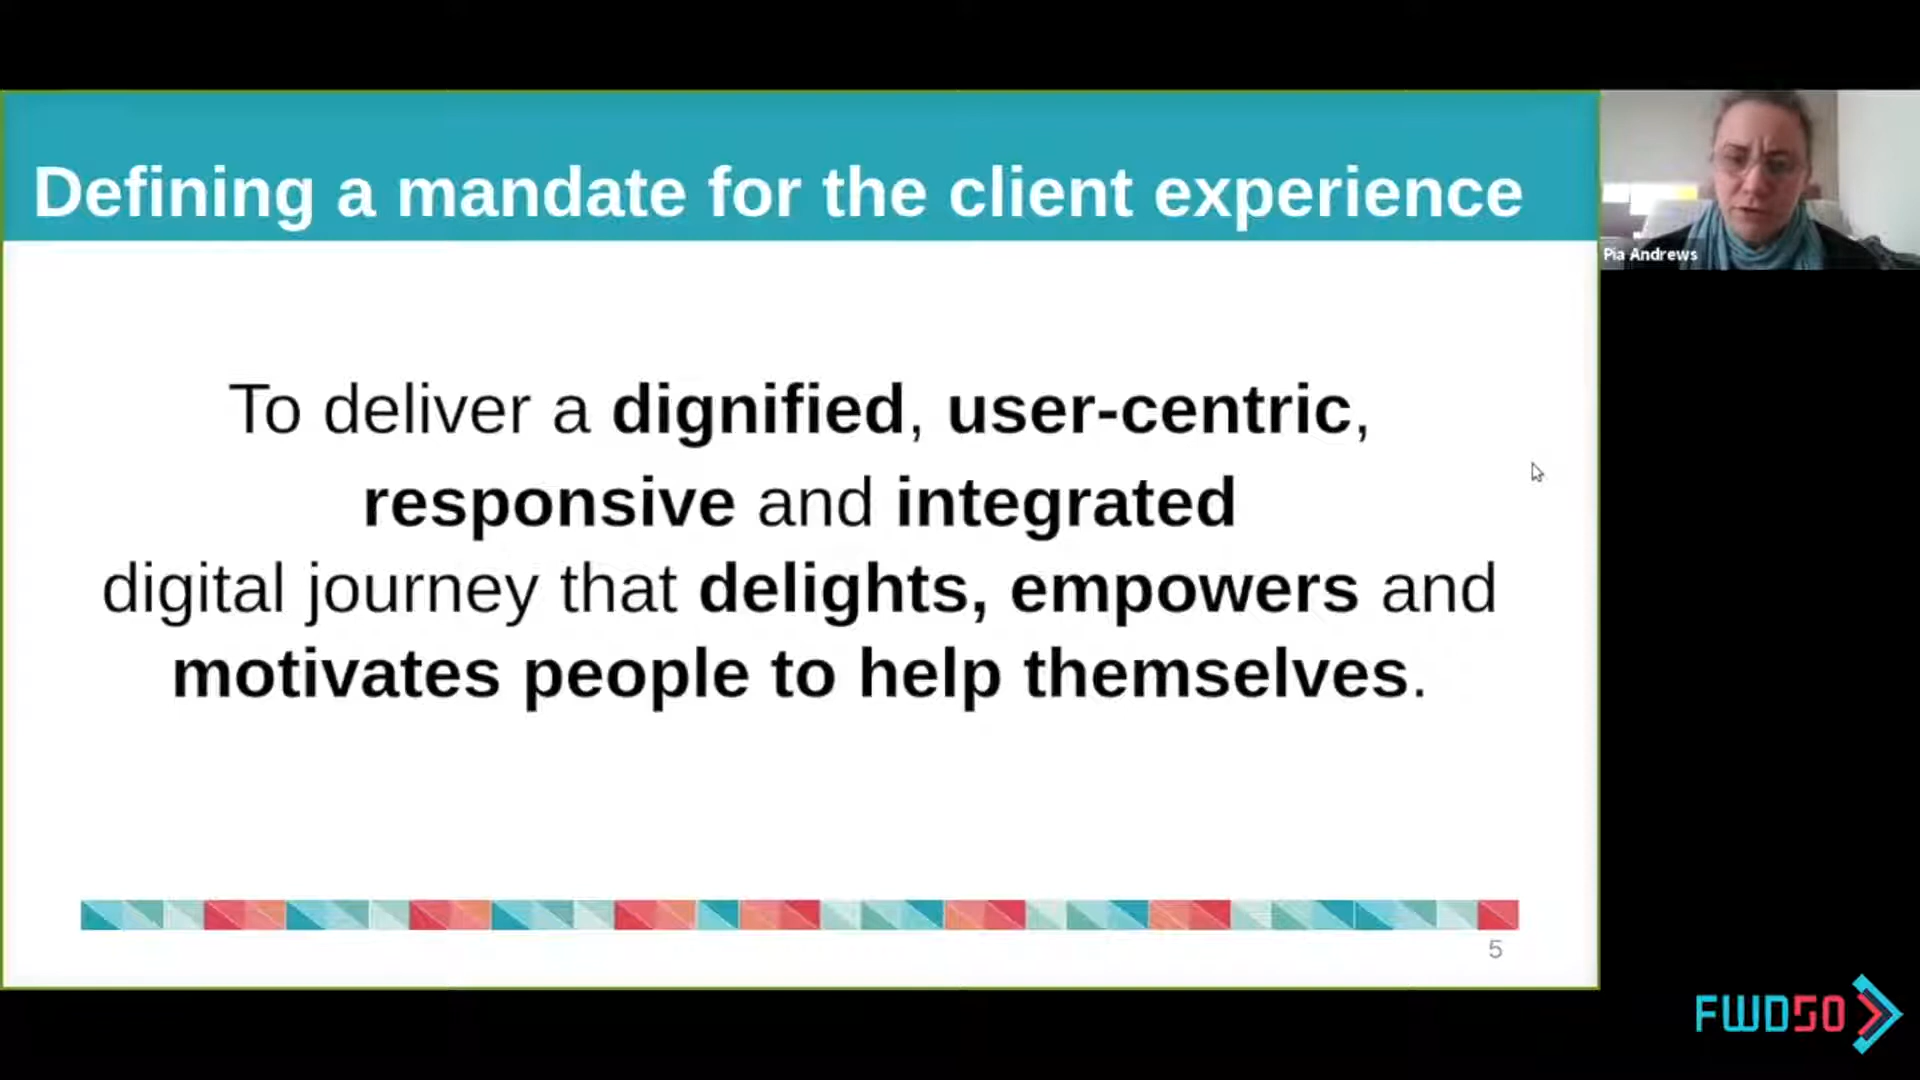 Defining a mandate for the client experience
To deliver a dignified, user-centric,
responsive and integrated
digital journey that delights, empowers and
motivates people to help themselves.
5
Pia Andrews
FWD50